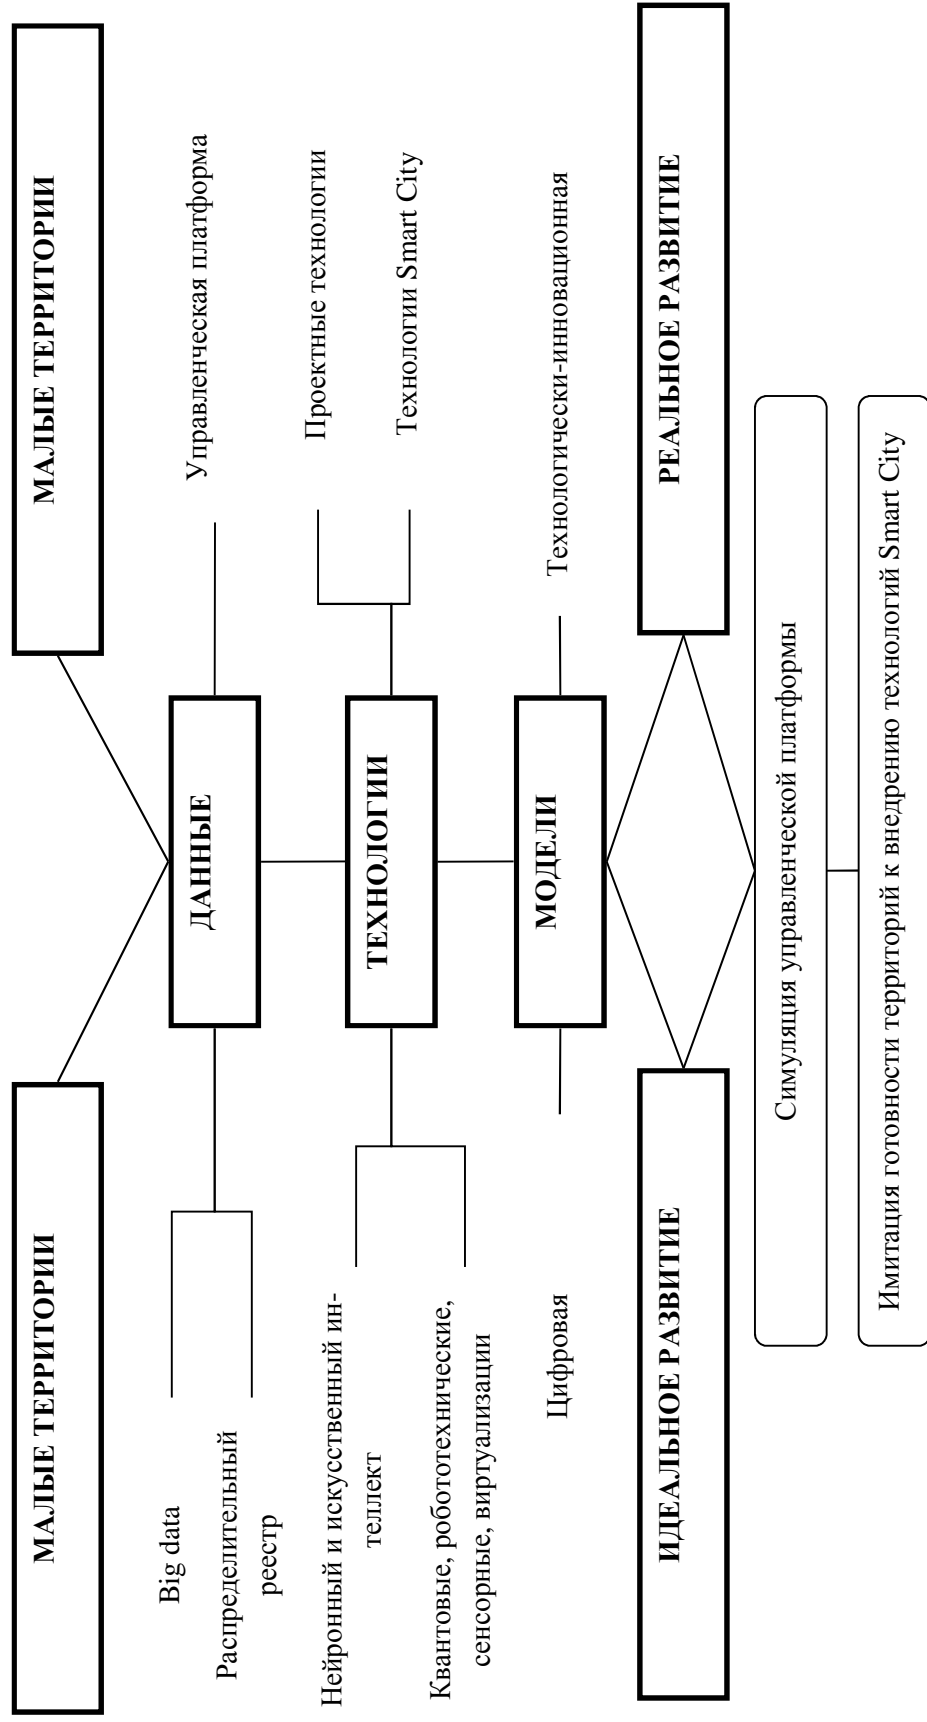 МАЛЫЕ ТЕРРИТОРИИ
МАЛЫЕ ТЕРРИТОРИИ
Big data
Распределительный
реестр
ДАННЫЕ
Управленческая платформа
Нейронный и искусственный ин-
теллект
Квантовые, робототехнические,
сенсорные, виртуализации
ТЕХНОЛОГИИ
Проектные технологии
Технологии Smart City
Цифровая
МОДЕЛИ
Технологически-инновационная
ИДЕАЛЬНОЕ РАЗВИТИЕ
РЕАЛЬНОЕ РАЗВИТИЕ
Симуляция управленческой платформы
Имитация готовности территорий к внедрению технологий Smart City